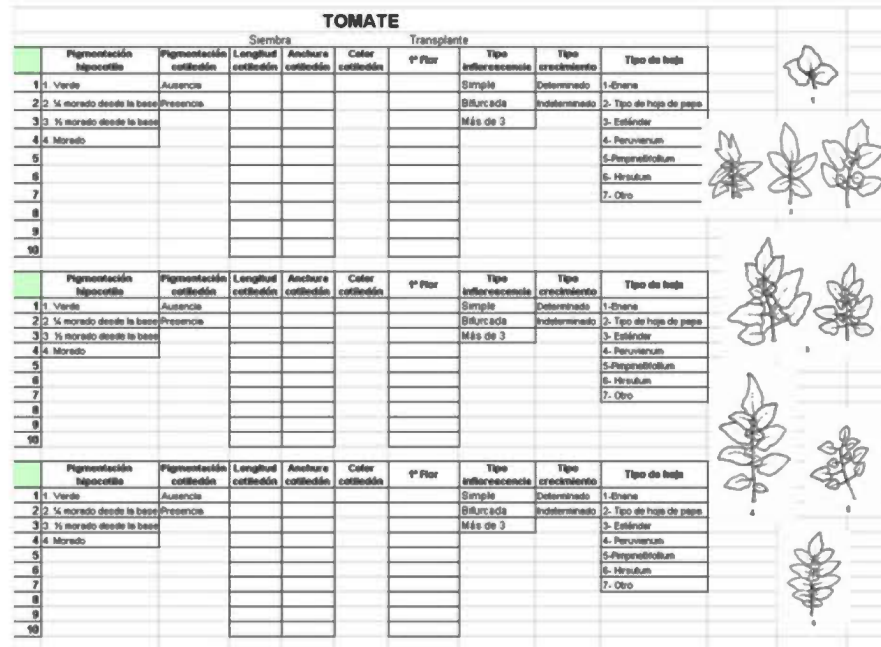 TOMATE
Siembra Transplante
Pigmentación hipocotilo Pigmentación cotiledón Longitud cotiledón Anchura cotiledón Color cotiledón 1ª Flor Tipo inflorescencia Tipo crecimiento Tipo de hoja
1 1. Verde Ausencia Simple Determinado 1-Enana
2 2. ¼ morado desde la base Presencia Bifurcada Indeterminado 2- Tipo de hoja de papa
3 3. ½ morado desde la base Más de 3 3- Estándar
4 4. Morado 4- Peruvianum
5 5-Pimpinellifolium
6 6- Hirsutum
7 7- Otro
8
9
10
Pigmentación hipocotilo Pigmentación cotiledón Longitud cotiledón Anchura cotiledón Color cotiledón 1ª Flor Tipo inflorescencia Tipo crecimiento Tipo de hoja
1 1. Verde Ausencia Simple Determinado 1-Enana
2 2. ¼ morado desde la base Presencia Bifurcada Indeterminado 2- Tipo de hoja de papa
3 3. ½ morado desde la base Más de 3 3- Estándar
4 4. Morado 4- Peruvianum
5 5-Pimpinellifolium
6 6- Hirsutum
7 7- Otro
8
9
10
Pigmentación hipocotilo Pigmentación cotiledón Longitud cotiledón Anchura cotiledón Color cotiledón 1ª Flor Tipo inflorescencia Tipo crecimiento Tipo de hoja
1 1. Verde Ausencia Simple Determinado 1-Enana
2 2. ¼ morado desde la base Presencia Bifurcada Indeterminado 2- Tipo de hoja de papa
3 3. ½ morado desde la base Más de 3 3- Estándar
4 4. Morado 4- Peruvianum
5 5-Pimpinellifolium
6 6- Hirsutum
7 7- Otro
8
9
10
1
2
3
4